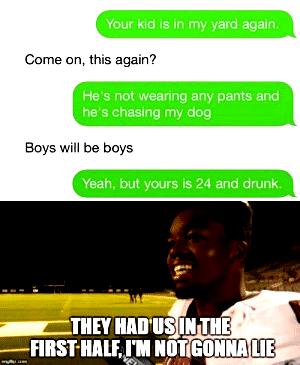 Your kid is in my yard again.
Come on, this again?
He's not wearing any pants and
he's chasing my dog
Boys will be boys
Yeah, but yours is 24 and drunk.
THEY HAD US IN THE
FIRST HALF, I'M NOT GONNA LIE
imgflip.com